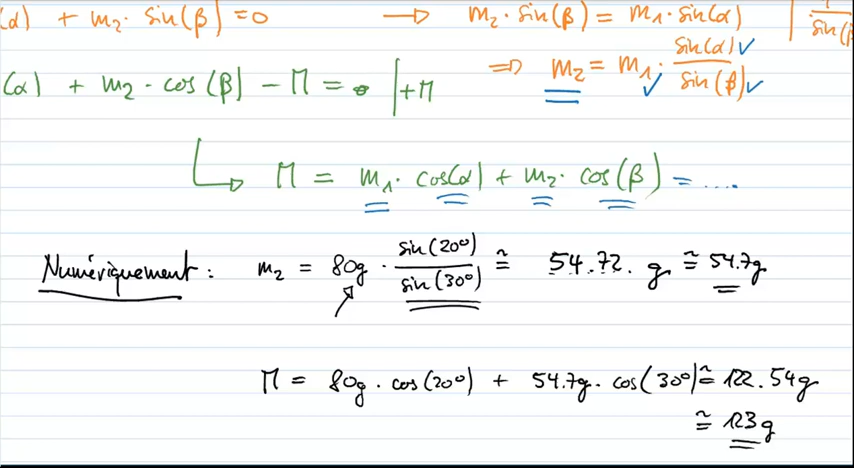 (α) + m₂ · sin(β) = 0 → m₂ · sin(β) = m₁ · sin(α) | 1/sin(β
(α) + m₂ · cos(β) − M = 0 | +M ⇒ m₂ = m₁ · sin(α)/sin(β)
↳ M = m₁ · cos(α) + m₂ · cos(β) = ....
Numériquement : m₂ = 80g · sin(20°)/sin(30°) ≅ 54.72. g ≅ 54.7g
M = 80g · cos(20°) + 54.7g · cos(30°) ≅ 122.54g
≅ 123g